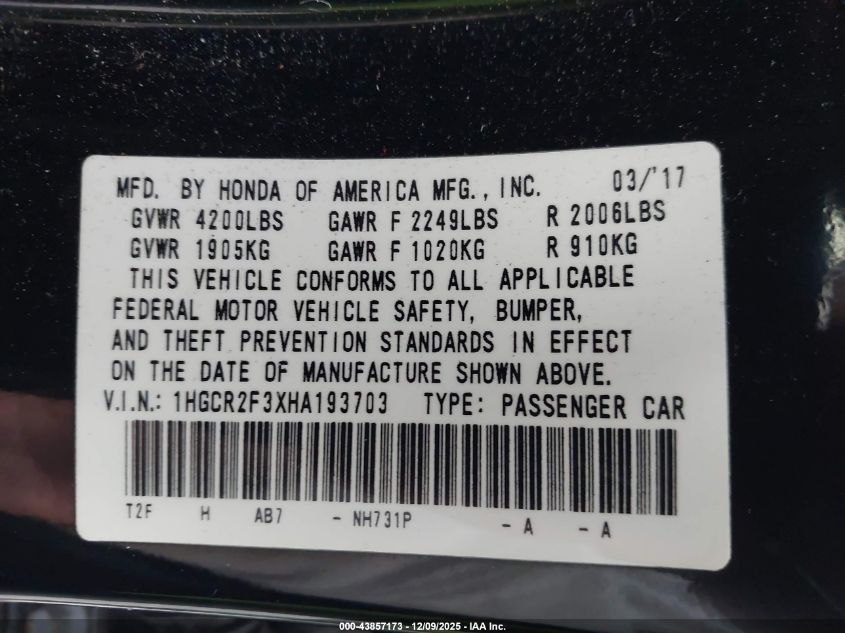 MFD. BY HONDA OF AMERICA MFG., INC. 03/'17
GVWR 4200LBS GAWR F 2249LBS R 2006LBS
GVWR 1905KG GAWR F 1020KG R 910KG
THIS VEHICLE CONFORMS TO ALL APPLICABLE
FEDERAL MOTOR VEHICLE SAFETY, BUMPER,
AND THEFT PREVENTION STANDARDS IN EFFECT
ON THE DATE OF MANUFACTURE SHOWN ABOVE.
V.I.N.: 1HGCR2F3XHA193703 TYPE: PASSENGER CAR
T2F H AB7 - NH731P - A - A
000-43857173 - 12/09/2025 - IAA Inc.